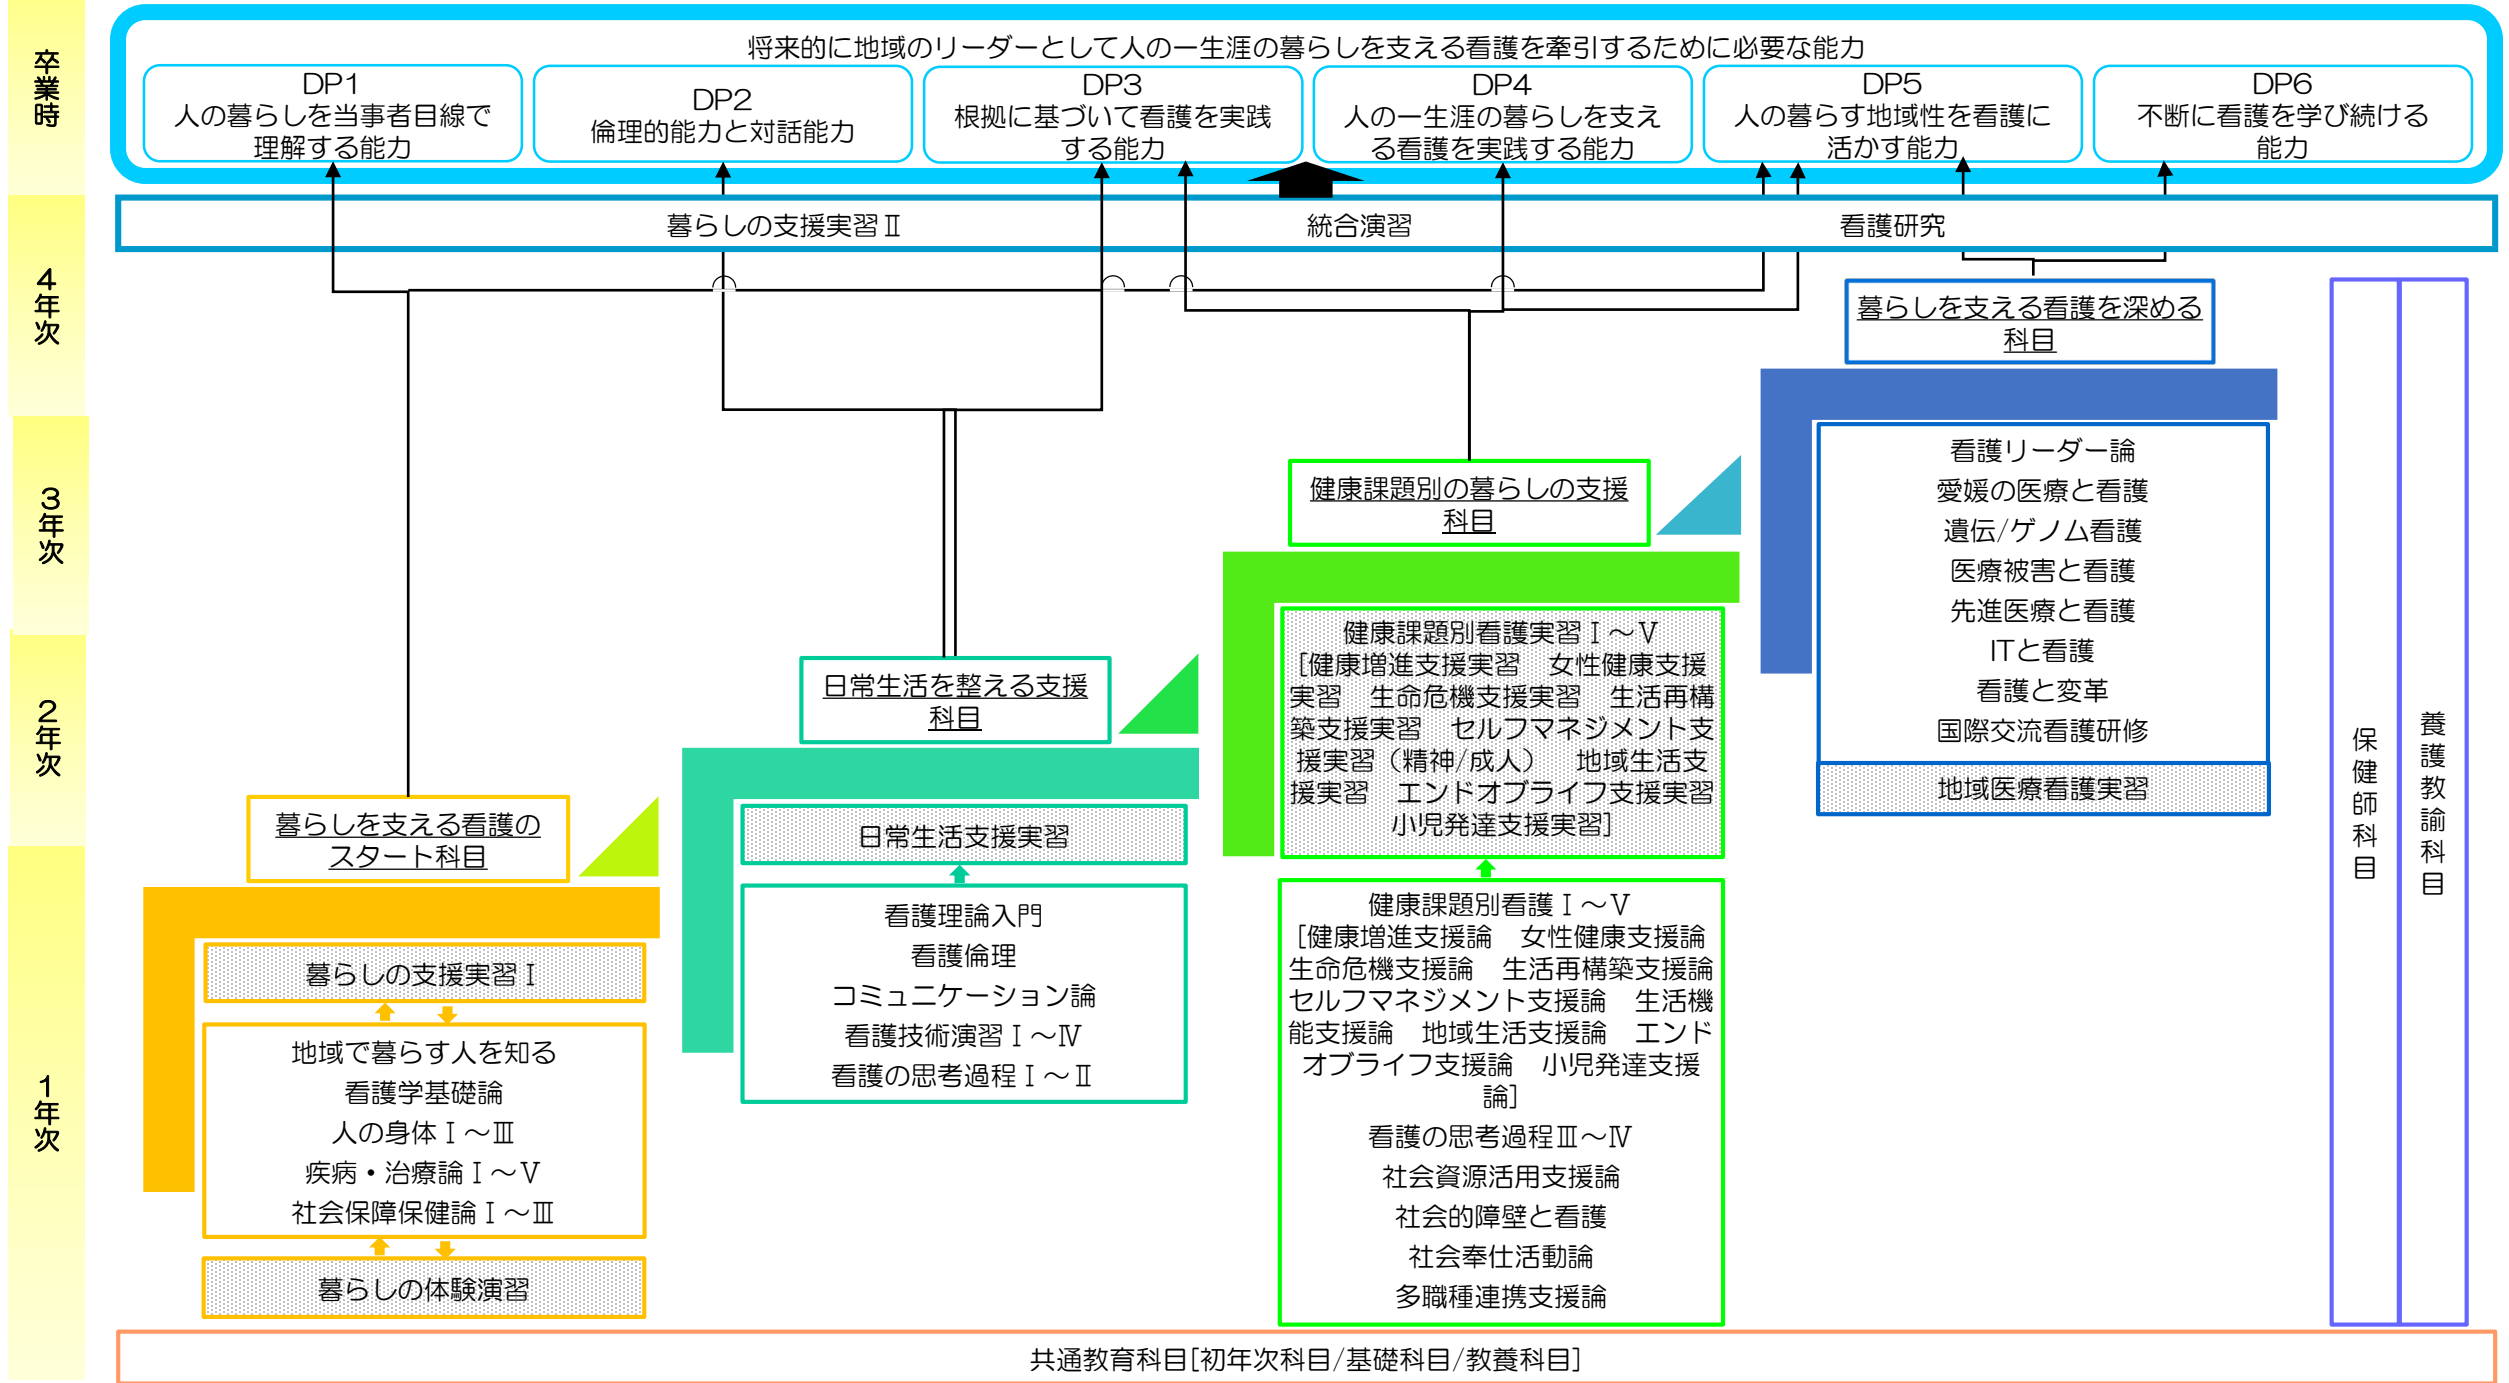 卒業時
将来的に地域のリーダーとして人の一生涯の暮らしを支える看護を牽引するために必要な能力
DP1
人の暮らしを当事者目線で
理解する能力
DP2
倫理的能力と対話能力
DP3
根拠に基づいて看護を実践
する能力
DP4
人の一生涯の暮らしを支え
る看護を実践する能力
DP5
人の暮らす地域性を看護に
活かす能力
DP6
不断に看護を学び続ける
能力
4年次
暮らしの支援実習Ⅱ
統合演習
看護研究
暮らしを支える看護を深める
科目
看護リーダー論
愛媛の医療と看護
遺伝/ゲノム看護
医療被害と看護
先進医療と看護
ITと看護
看護と変革
国際交流看護研修
地域医療看護実習
3年次
健康課題別の暮らしの支援
科目
健康課題別看護実習Ⅰ～Ⅴ
[健康増進支援実習　女性健康支援
実習　生命危機支援実習　生活再構
築支援実習　セルフマネジメント支
援実習（精神/成人）　地域生活支
援実習　エンドオブライフ支援実習
小児発達支援実習]
健康課題別看護Ⅰ～Ⅴ
[健康増進支援論　女性健康支援論
生命危機支援論　生活再構築支援論
セルフマネジメント支援論　生活機
能支援論　地域生活支援論　エンド
オブライフ支援論　小児発達支援
論]
看護の思考過程Ⅲ～Ⅳ
社会資源活用支援論
社会的障壁と看護
社会奉仕活動論
多職種連携支援論
2年次
日常生活を整える支援
科目
日常生活支援実習
看護理論入門
看護倫理
コミュニケーション論
看護技術演習Ⅰ～Ⅳ
看護の思考過程Ⅰ～Ⅱ
1年次
暮らしを支える看護の
スタート科目
暮らしの支援実習Ⅰ
地域で暮らす人を知る
看護学基礎論
人の身体Ⅰ～Ⅲ
疾病・治療論Ⅰ～Ⅴ
社会保障保健論Ⅰ～Ⅲ
暮らしの体験演習
保健師科目
養護教諭科目
共通教育科目[初年次科目/基礎科目/教養科目]